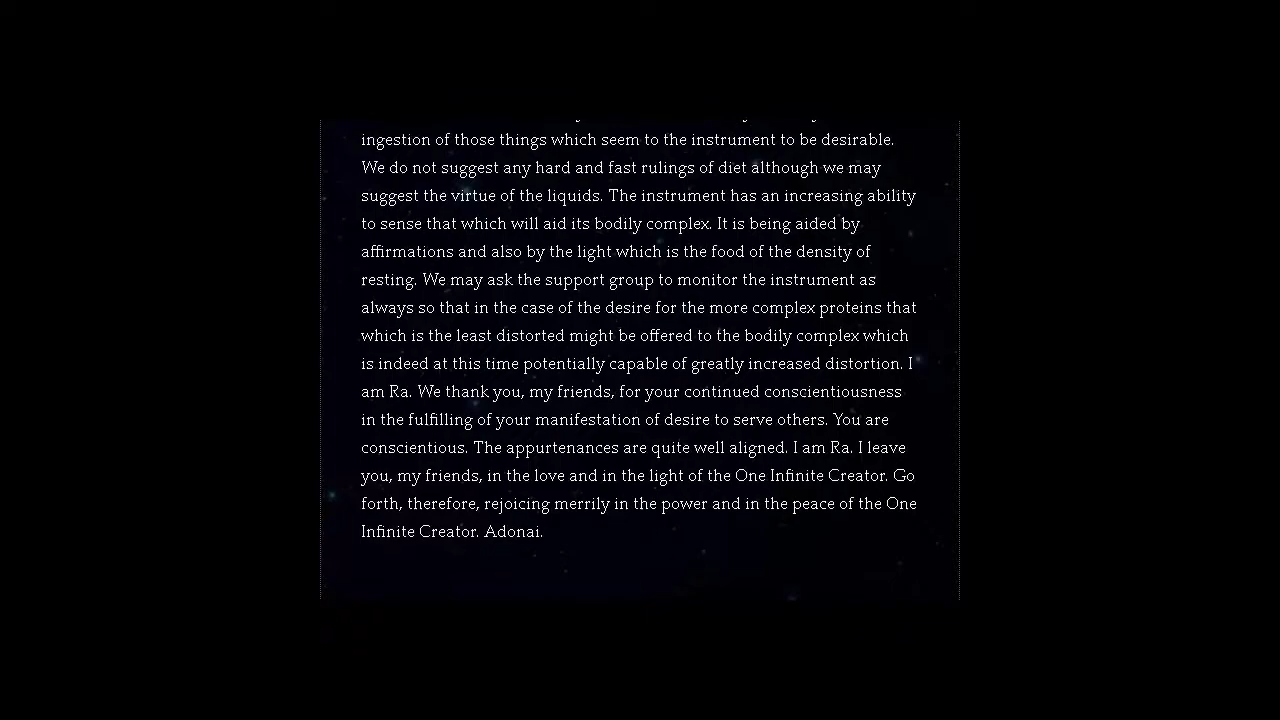 ingestion of those things which seem to the instrument to be desirable.
We do not suggest any hard and fast rulings of diet although we may
suggest the virtue of the liquids. The instrument has an increasing ability
to sense that which will aid its bodily complex. It is being aided by
affirmations and also by the light which is the food of the density of
resting. We may ask the support group to monitor the instrument as
always so that in the case of the desire for the more complex proteins that
which is the least distorted might be offered to the bodily complex which
is indeed at this time potentially capable of greatly increased distortion. I
am Ra. We thank you, my friends, for your continued conscientiousness
in the fulfilling of your manifestation of desire to serve others. You are
conscientious. The appurtenances are quite well aligned. I am Ra. I leave
you, my friends, in the love and in the light of the One Infinite Creator. Go
forth, therefore, rejoicing merrily in the power and in the peace of the One
Infinite Creator. Adonai.